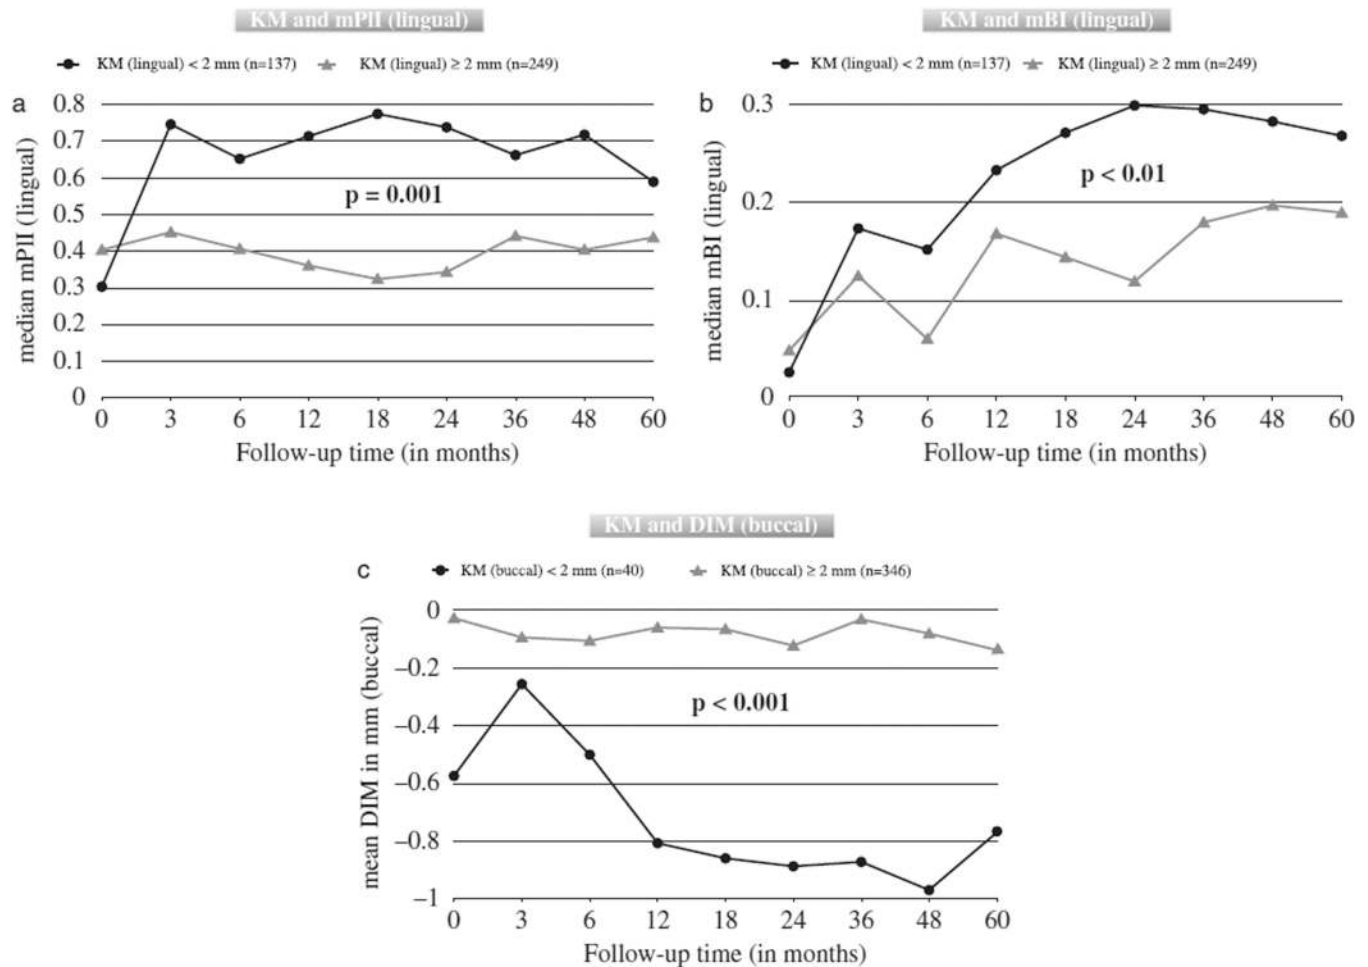 KM and mPlI (lingual)
KM (lingual) < 2 mm (n=137) KM (lingual) ≥ 2 mm (n=249)
a
0.8
0.7
0.6
0.5
0.4
0.3
0.2
0.1
0
median mPlI (lingual)
p = 0.001
0 3 6 12 18 24 36 48 60
Follow-up time (in months)
KM and mBI (lingual)
KM (lingual) < 2 mm (n=137) KM (lingual) ≥ 2 mm (n=249)
b
0.3
0.2
0.1
0
median mBI (lingual)
p < 0.01
0 3 6 12 18 24 36 48 60
Follow-up time (in months)
KM and DIM (buccal)
c
KM (buccal) < 2 mm (n=40) KM (buccal) ≥ 2 mm (n=346)
0
−0.2
−0.4
−0.6
−0.8
−1
mean DIM in mm (buccal)
p < 0.001
0 3 6 12 18 24 36 48 60
Follow-up time (in months)